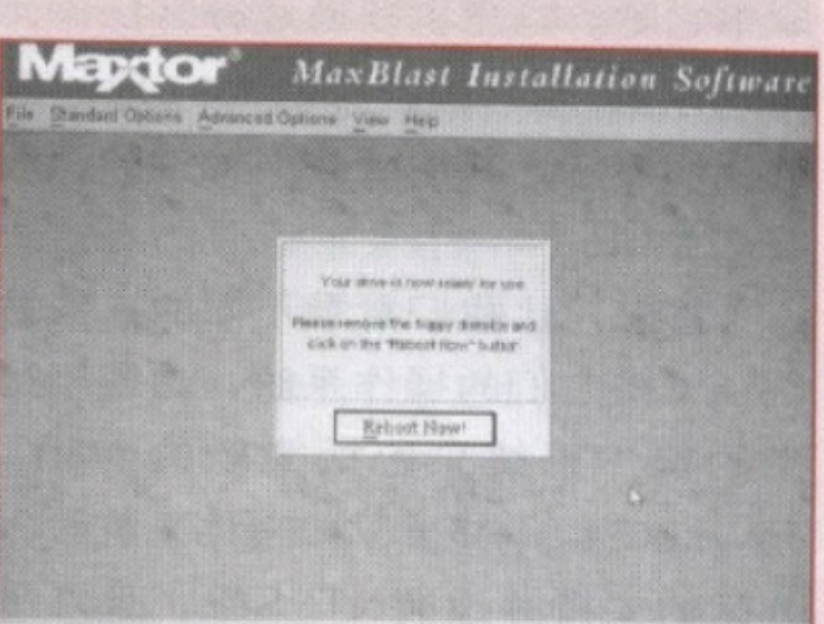 Maxtor® MaxBlast Installation Software
File Standard Options Advanced Options View Help
Your drive is now ready for use
Please remove the floppy diskette and
click on the "Reboot Now" button
Reboot Now!